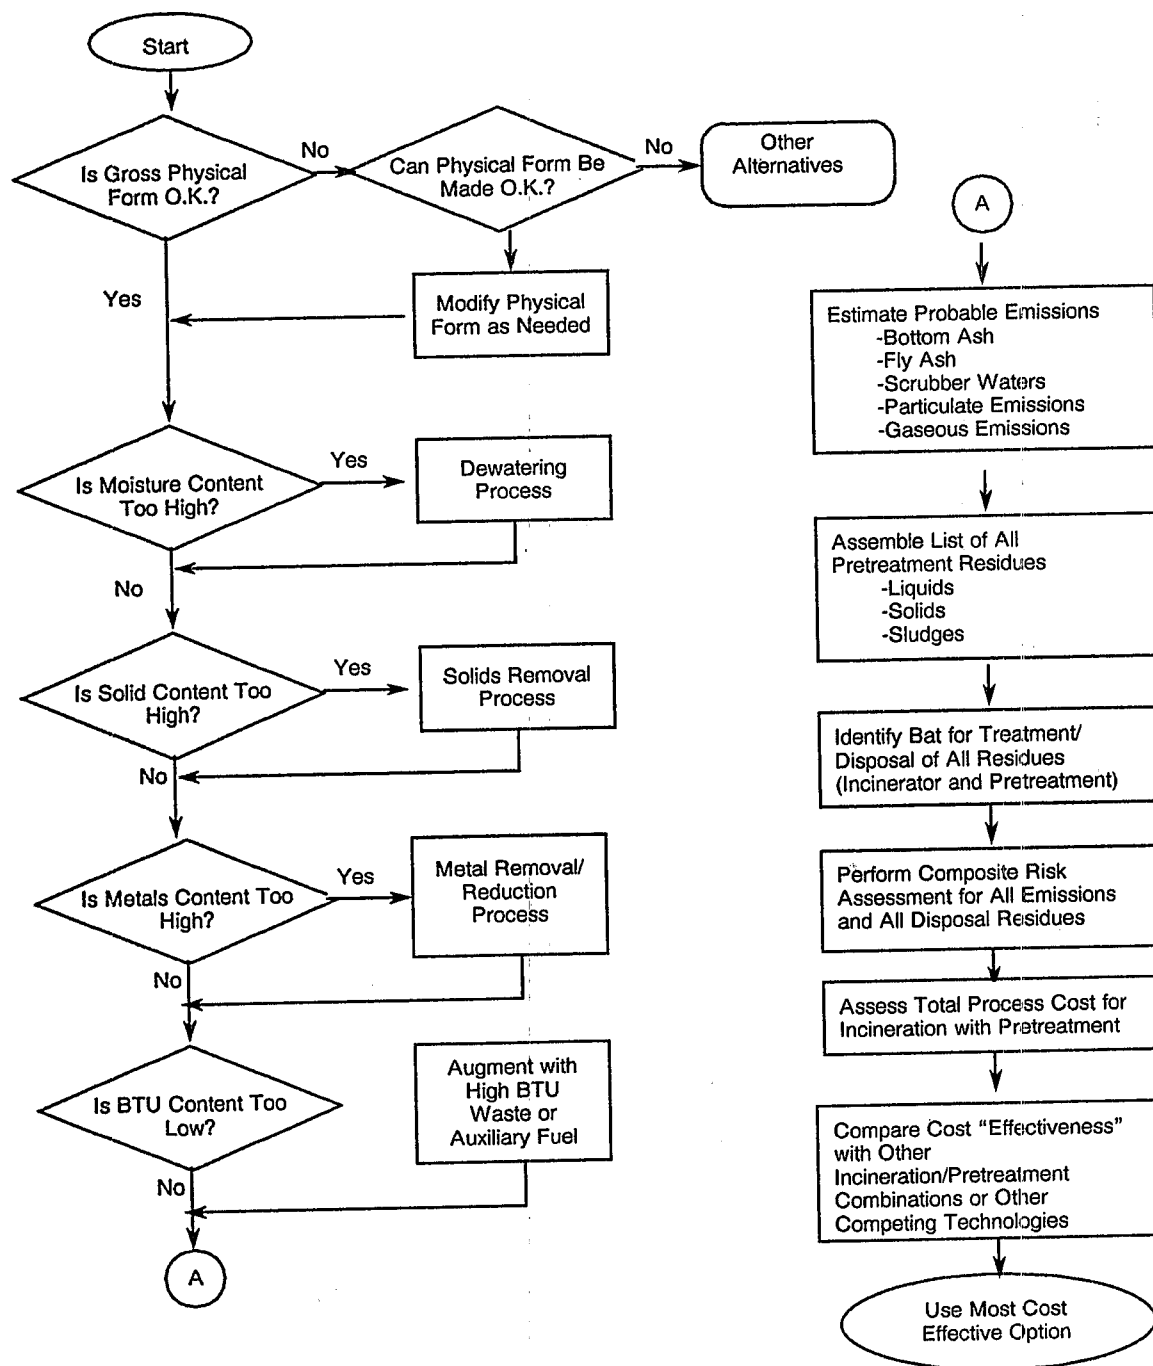 Start
Is Gross Physical
Form O.K.?
No
Can Physical Form Be
Made O.K.?
No
Other
Alternatives
Yes
Modify Physical
Form as Needed
Is Moisture Content
Too High?
Yes
Dewatering
Process
No
Is Solid Content Too
High?
Yes
Solids Removal
Process
No
Is Metals Content Too
High?
Yes
Metal Removal/
Reduction
Process
No
Is BTU Content Too
Low?
Augment with
High BTU
Waste or
Auxiliary Fuel
No
A
A
Estimate Probable Emissions
-Bottom Ash
-Fly Ash
-Scrubber Waters
-Particulate Emissions
-Gaseous Emissions
Assemble List of All
Pretreatment Residues
-Liquids
-Solids
-Sludges
Identify Bat for Treatment/
Disposal of All Residues
(Incinerator and Pretreatment)
Perform Composite Risk
Assessment for All Emissions
and All Disposal Residues
Assess Total Process Cost for
Incineration with Pretreatment
Compare Cost "Effectiveness"
with Other
Incineration/Pretreatment
Combinations or Other
Competing Technologies
Use Most Cost
Effective Option